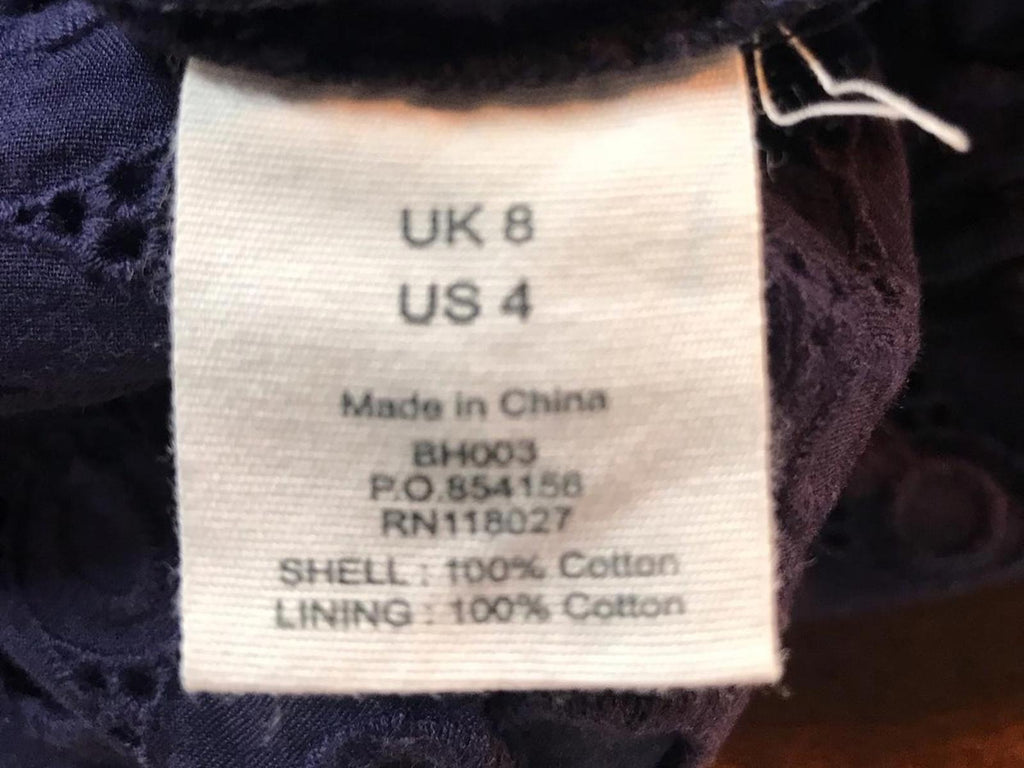 UK 8
US 4
Made in China
BH003
P.O.854156
RN118027
SHELL : 100% Cotton
LINING : 100% Cotton